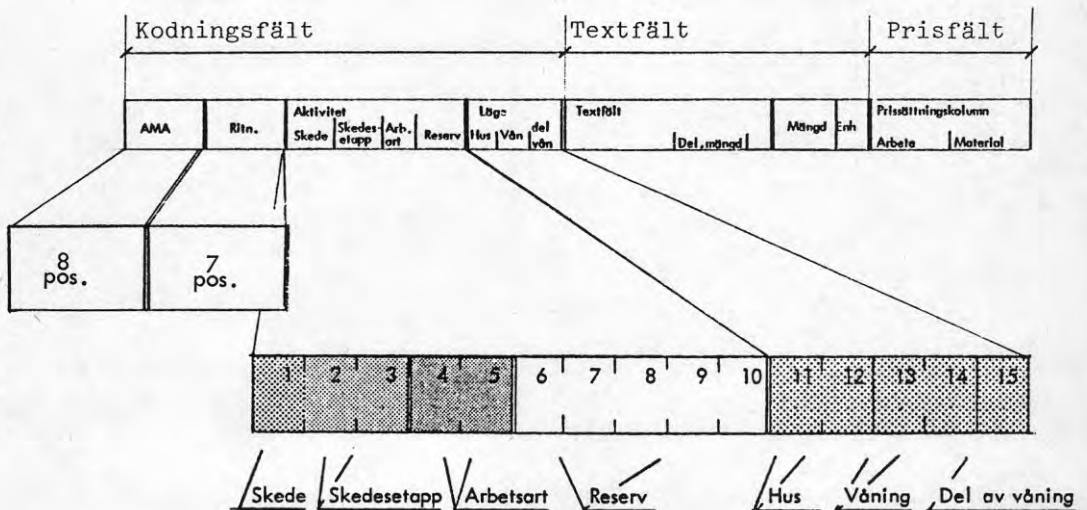 Kodningsfält Textfält Prisfält
AMA Ritn. Aktivitet Läge Textfält Mängd Enh Prissättningskolumn
Skede Skedes-etapp Arb. art Reserv Hus Vån del vån Del.mängd Arbete Material
8 pos. 7 pos.
1 2 3 4 5 6 7 8 9 10 11 12 13 14 15
Skede Skedesetapp Arbetsart Reserv Hus Våning Del av våning